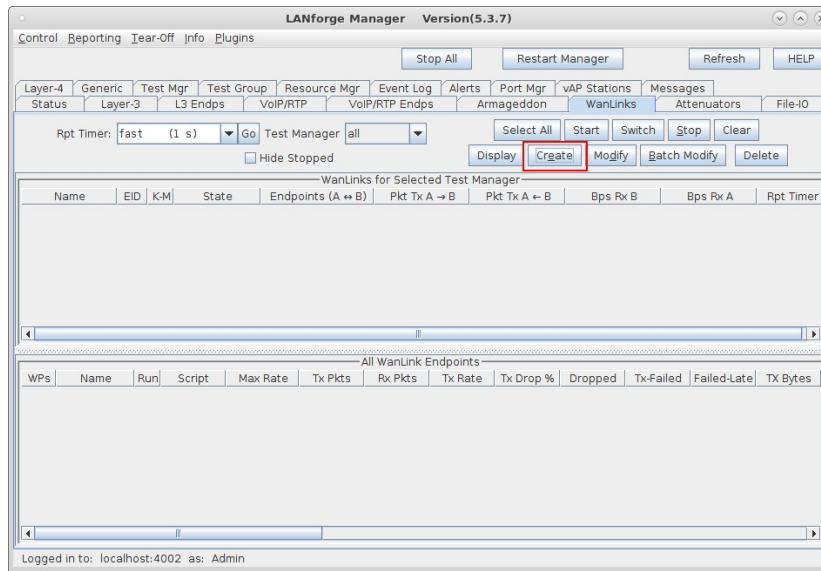 LANforge Manager Version(5.3.7)
Control Reporting Tear-Off Info Plugins
Stop All Restart Manager Refresh HELP
Layer-4 Generic Test Mgr Test Group Resource Mgr Event Log Alerts Port Mgr vAP Stations Messages
Status Layer-3 L3 Endps VoIP/RTP VoIP/RTP Endps Armageddon WanLinks Attenuators File-IO
Rpt Timer: fast (1 s) Go Test Manager all Select All Start Switch Stop Clear
Hide Stopped Display Create Modify Batch Modify Delete
WanLinks for Selected Test Manager
Name EID K-M State Endpoints (A ↔ B) Pkt Tx A → B Pkt Tx A ← B Bps Rx B Bps Rx A Rpt Timer
All WanLink Endpoints
WPs Name Run Script Max Rate Tx Pkts Rx Pkts Tx Rate Tx Drop % Dropped Tx-Failed Failed-Late TX Bytes
Logged in to: localhost:4002 as: Admin